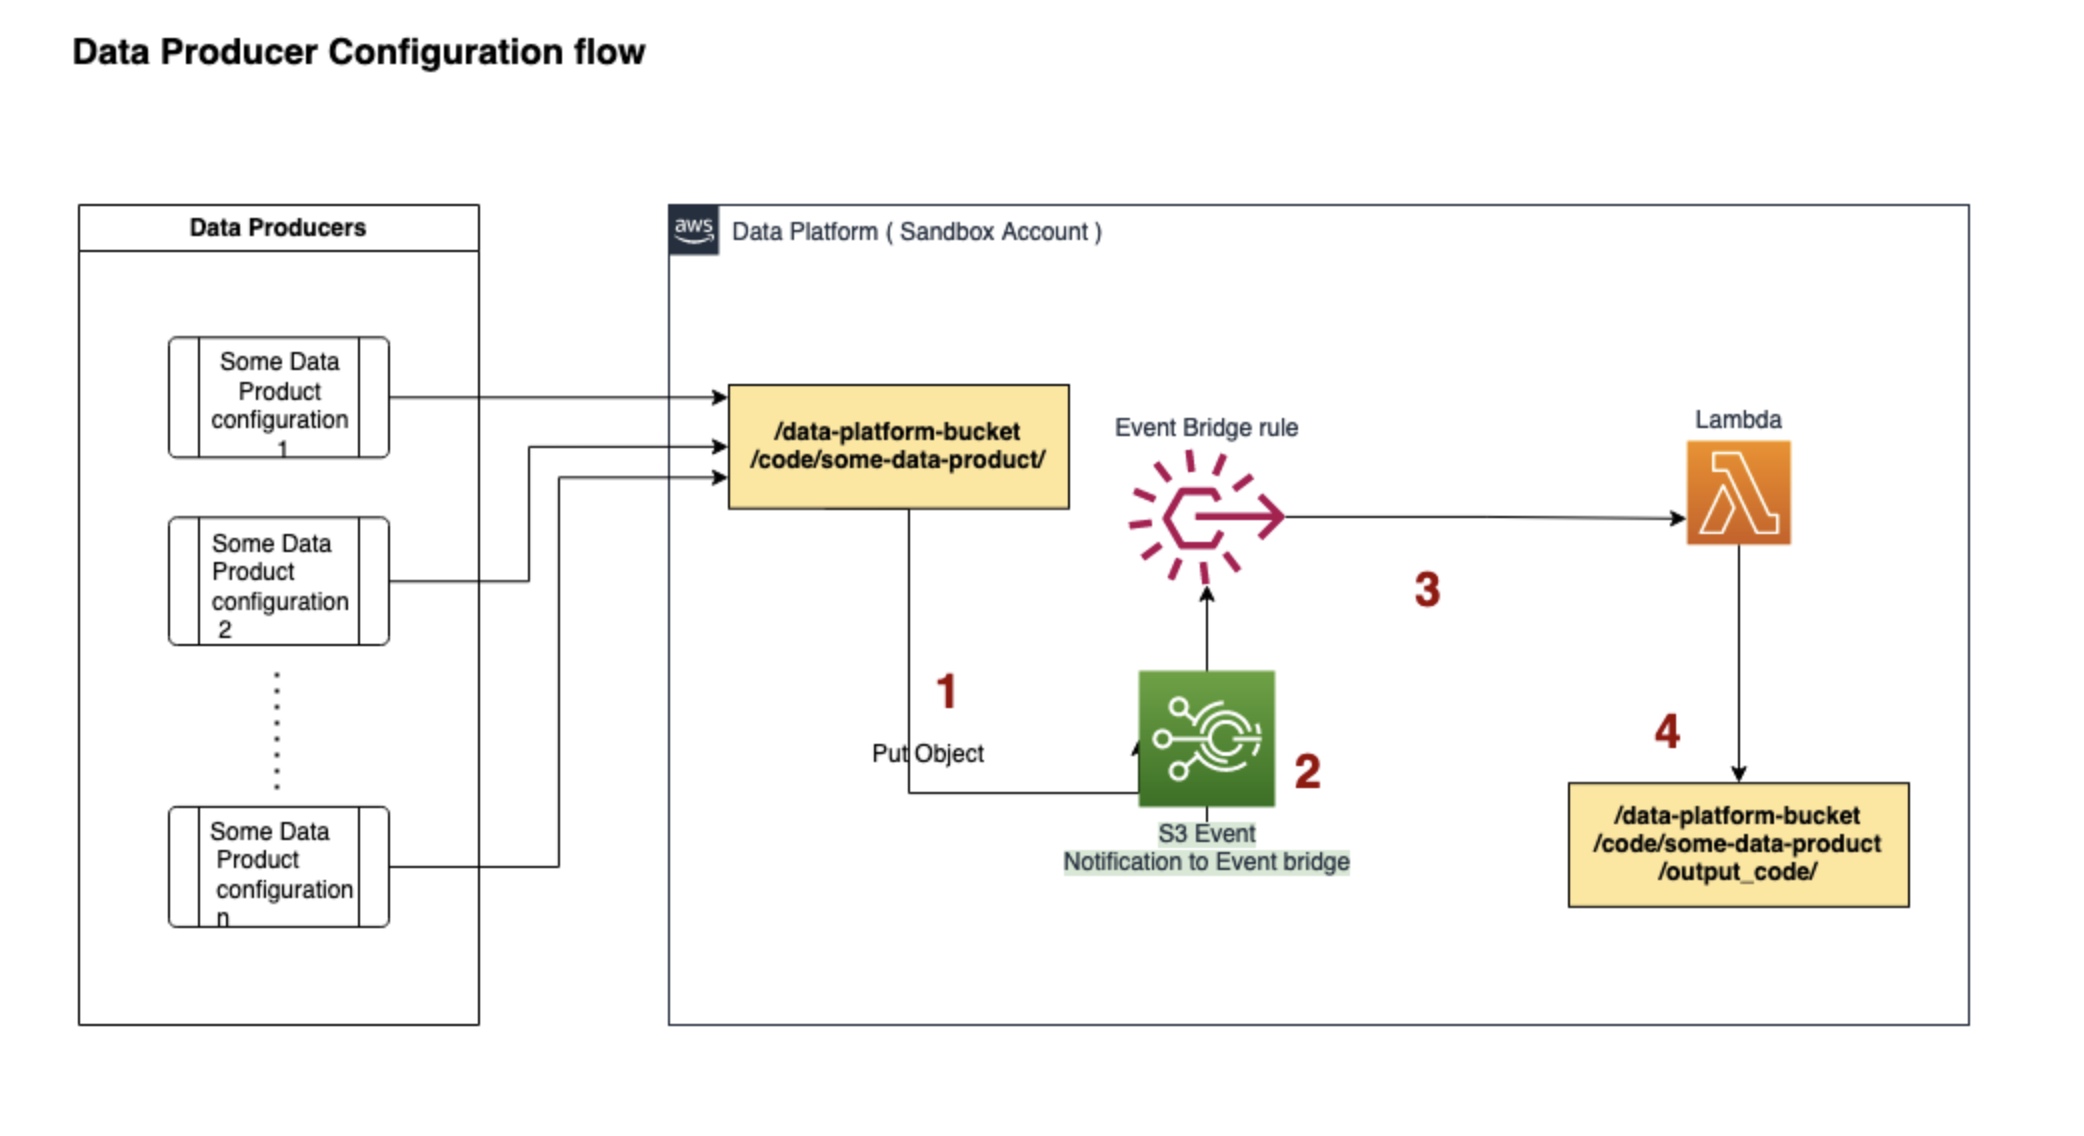 Data Producer Configuration flow
Data Producers
Some Data
Product
configuration
1
Some Data
Product
configuration
2
Some Data
Product
configuration
n
aws
Data Platform ( Sandbox Account )
/data-platform-bucket
/code/some-data-product/
1
Put Object
Event Bridge rule
2
S3 Event
Notification to Event bridge
3
Lambda
4
/data-platform-bucket
/code/some-data-product
/output_code/